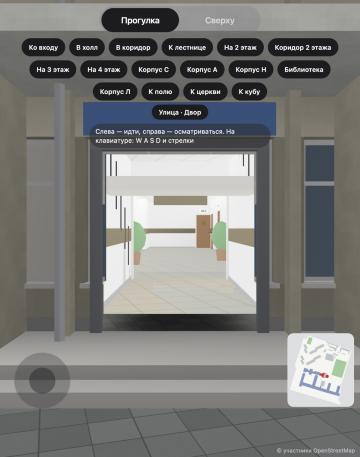 Прогулка Сверху
Ко входу В холл В коридор К лестнице На 2 этаж Коридор 2 этажа
На 3 этаж На 4 этаж Корпус С Корпус А Корпус Н Библиотека
Корпус Л К полю К церкви К кубу
Улица · Двор
Слева — идти, справа — осматриваться. На
клавиатуре: W A S D и стрелки
© участники OpenStreetMap